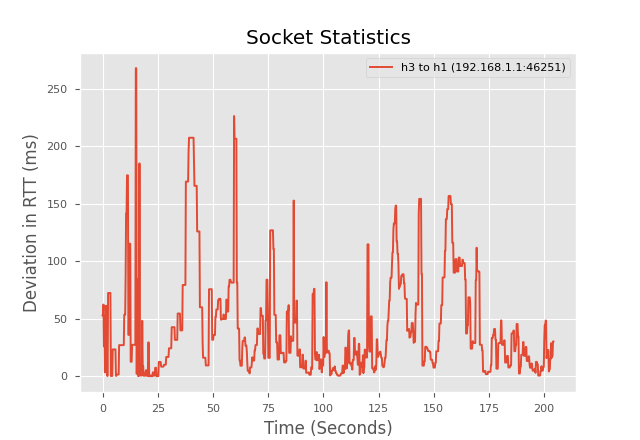 Socket Statistics
h3 to h1 (192.168.1.1:46251)
Deviation in RTT (ms)
250
200
150
100
50
0
0 25 50 75 100 125 150 175 200
Time (Seconds)